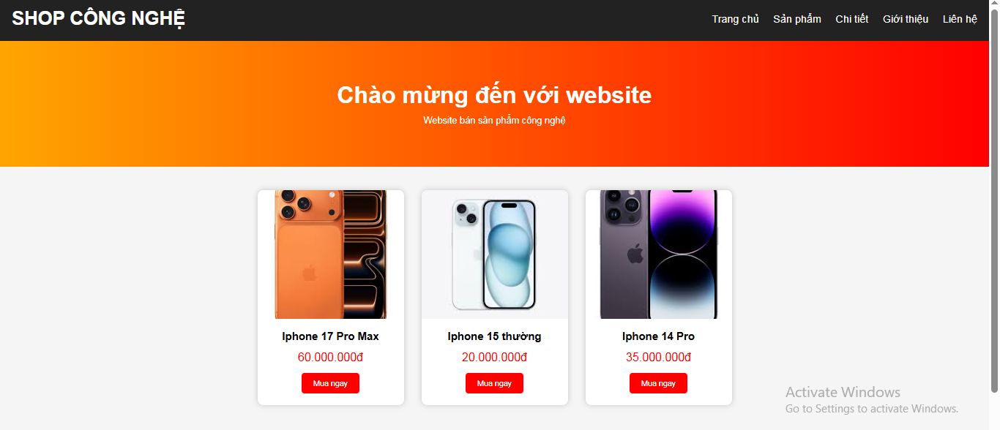 SHOP CÔNG NGHỆ
Trang chủ Sản phẩm Chi tiết Giới thiệu Liên hệ
Chào mừng đến với website
Website bán sản phẩm công nghệ
Iphone 17 Pro Max
60.000.000đ
Mua ngay
Iphone 15 thường
20.000.000đ
Mua ngay
Iphone 14 Pro
35.000.000đ
Mua ngay
Activate Windows
Go to Settings to activate Windows.